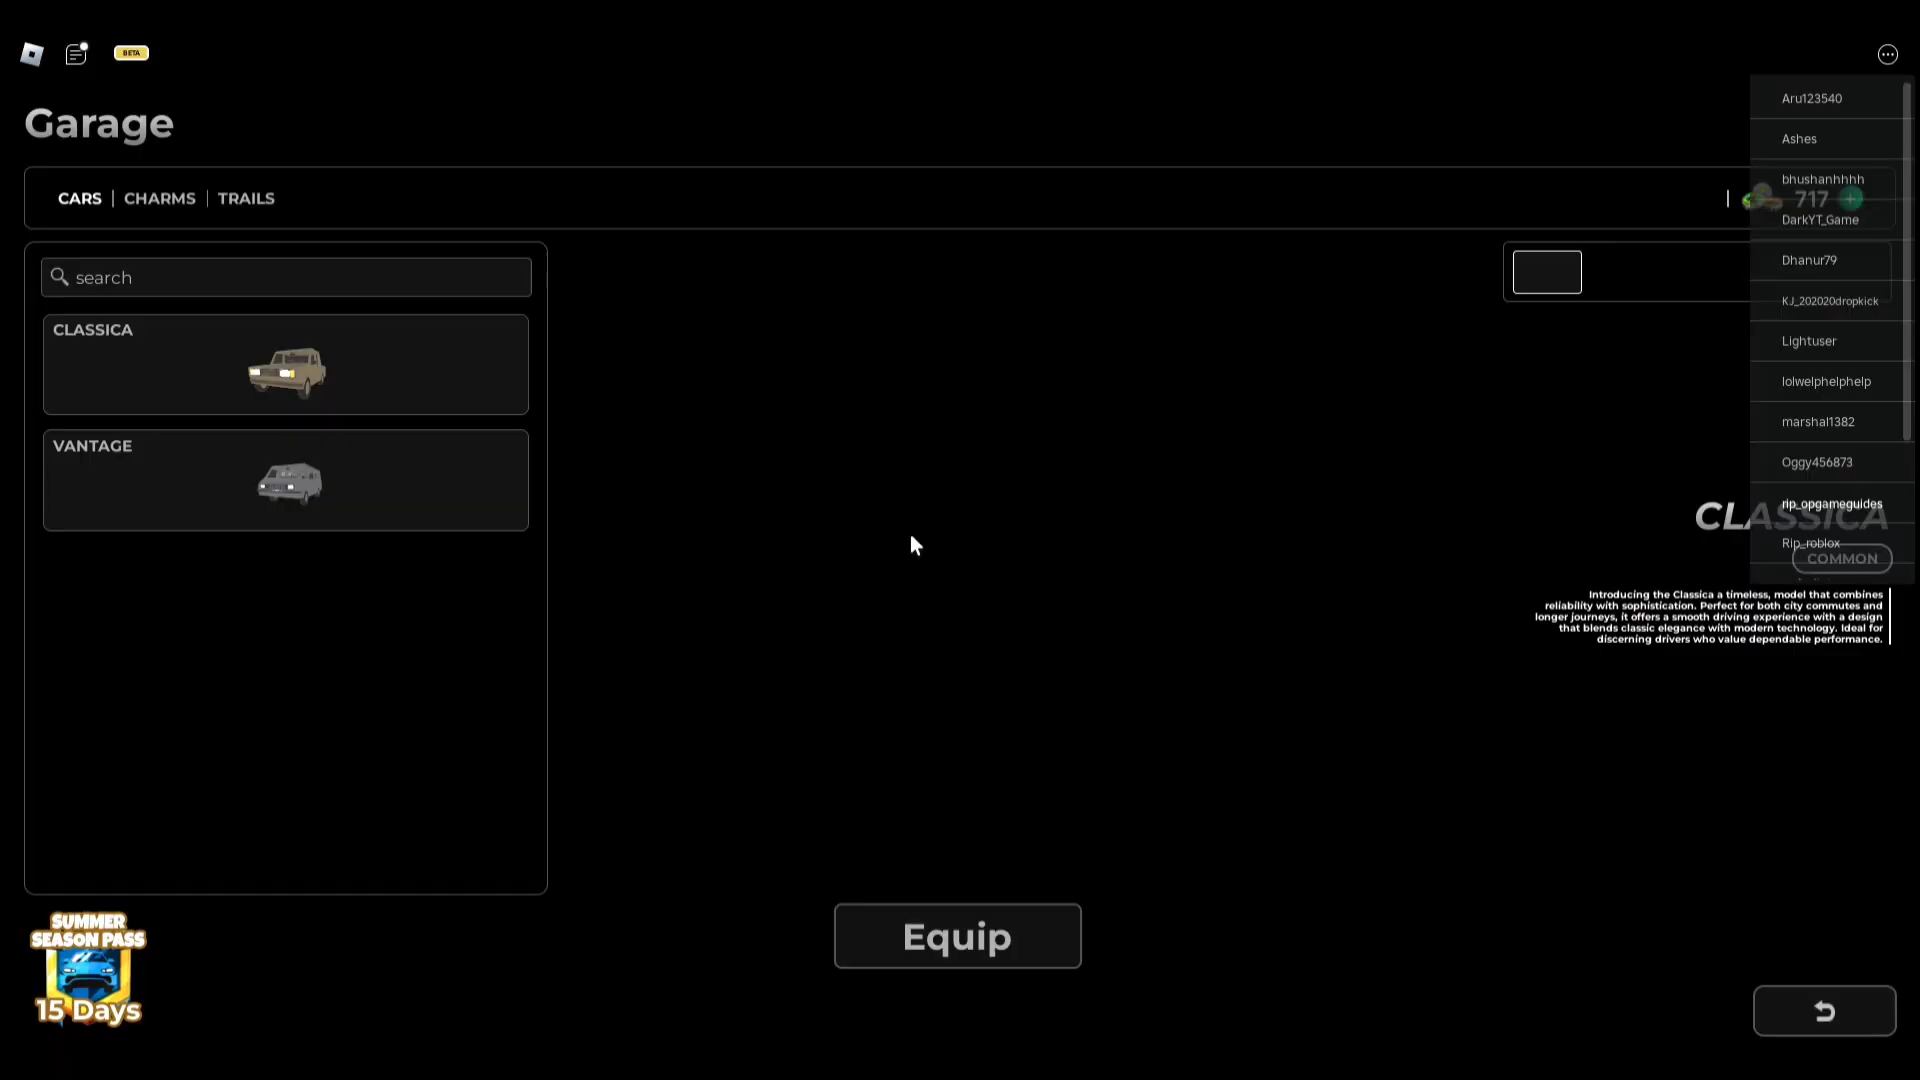 BETA
Garage
CARS | CHARMS | TRAILS
717
search
CLASSICA
VANTAGE
Aru123540
Ashes
bhushanhhhh
DarkYT_Game
Dhanur79
KJ_202020dropkick
Lightuser
lolwelphelphelp
marshal1382
Oggy456873
rip_opgameguides
Rip_roblox
CLASSICA
COMMON
Introducing the Classica a timeless, model that combines
reliability with sophistication. Perfect for both city commutes and
longer journeys, it offers a smooth driving experience with a design
that blends classic elegance with modern technology. Ideal for
discerning drivers who value dependable performance.
Equip
SUMMER
SEASON PASS
15 Days